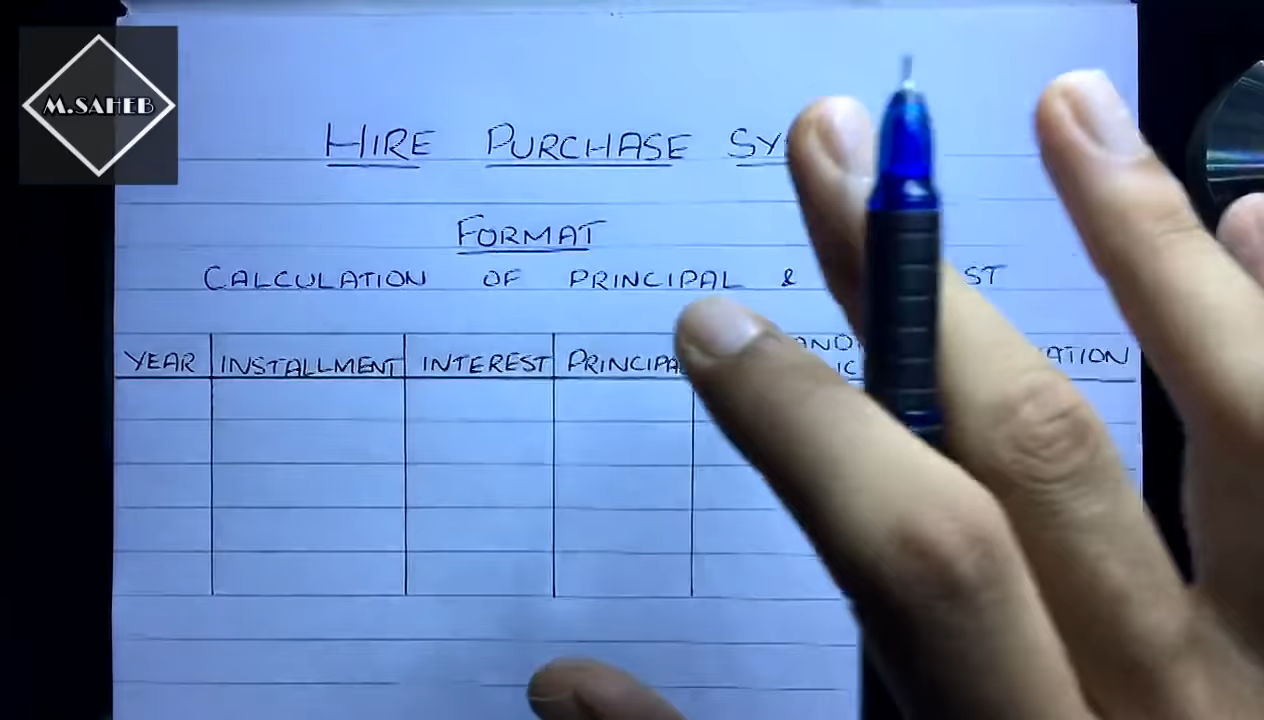 M.SAHEB
HIRE PURCHASE
FORMAT
CALCULATION OF PRINCIPAL &
YEAR INSTALLMENT INTEREST